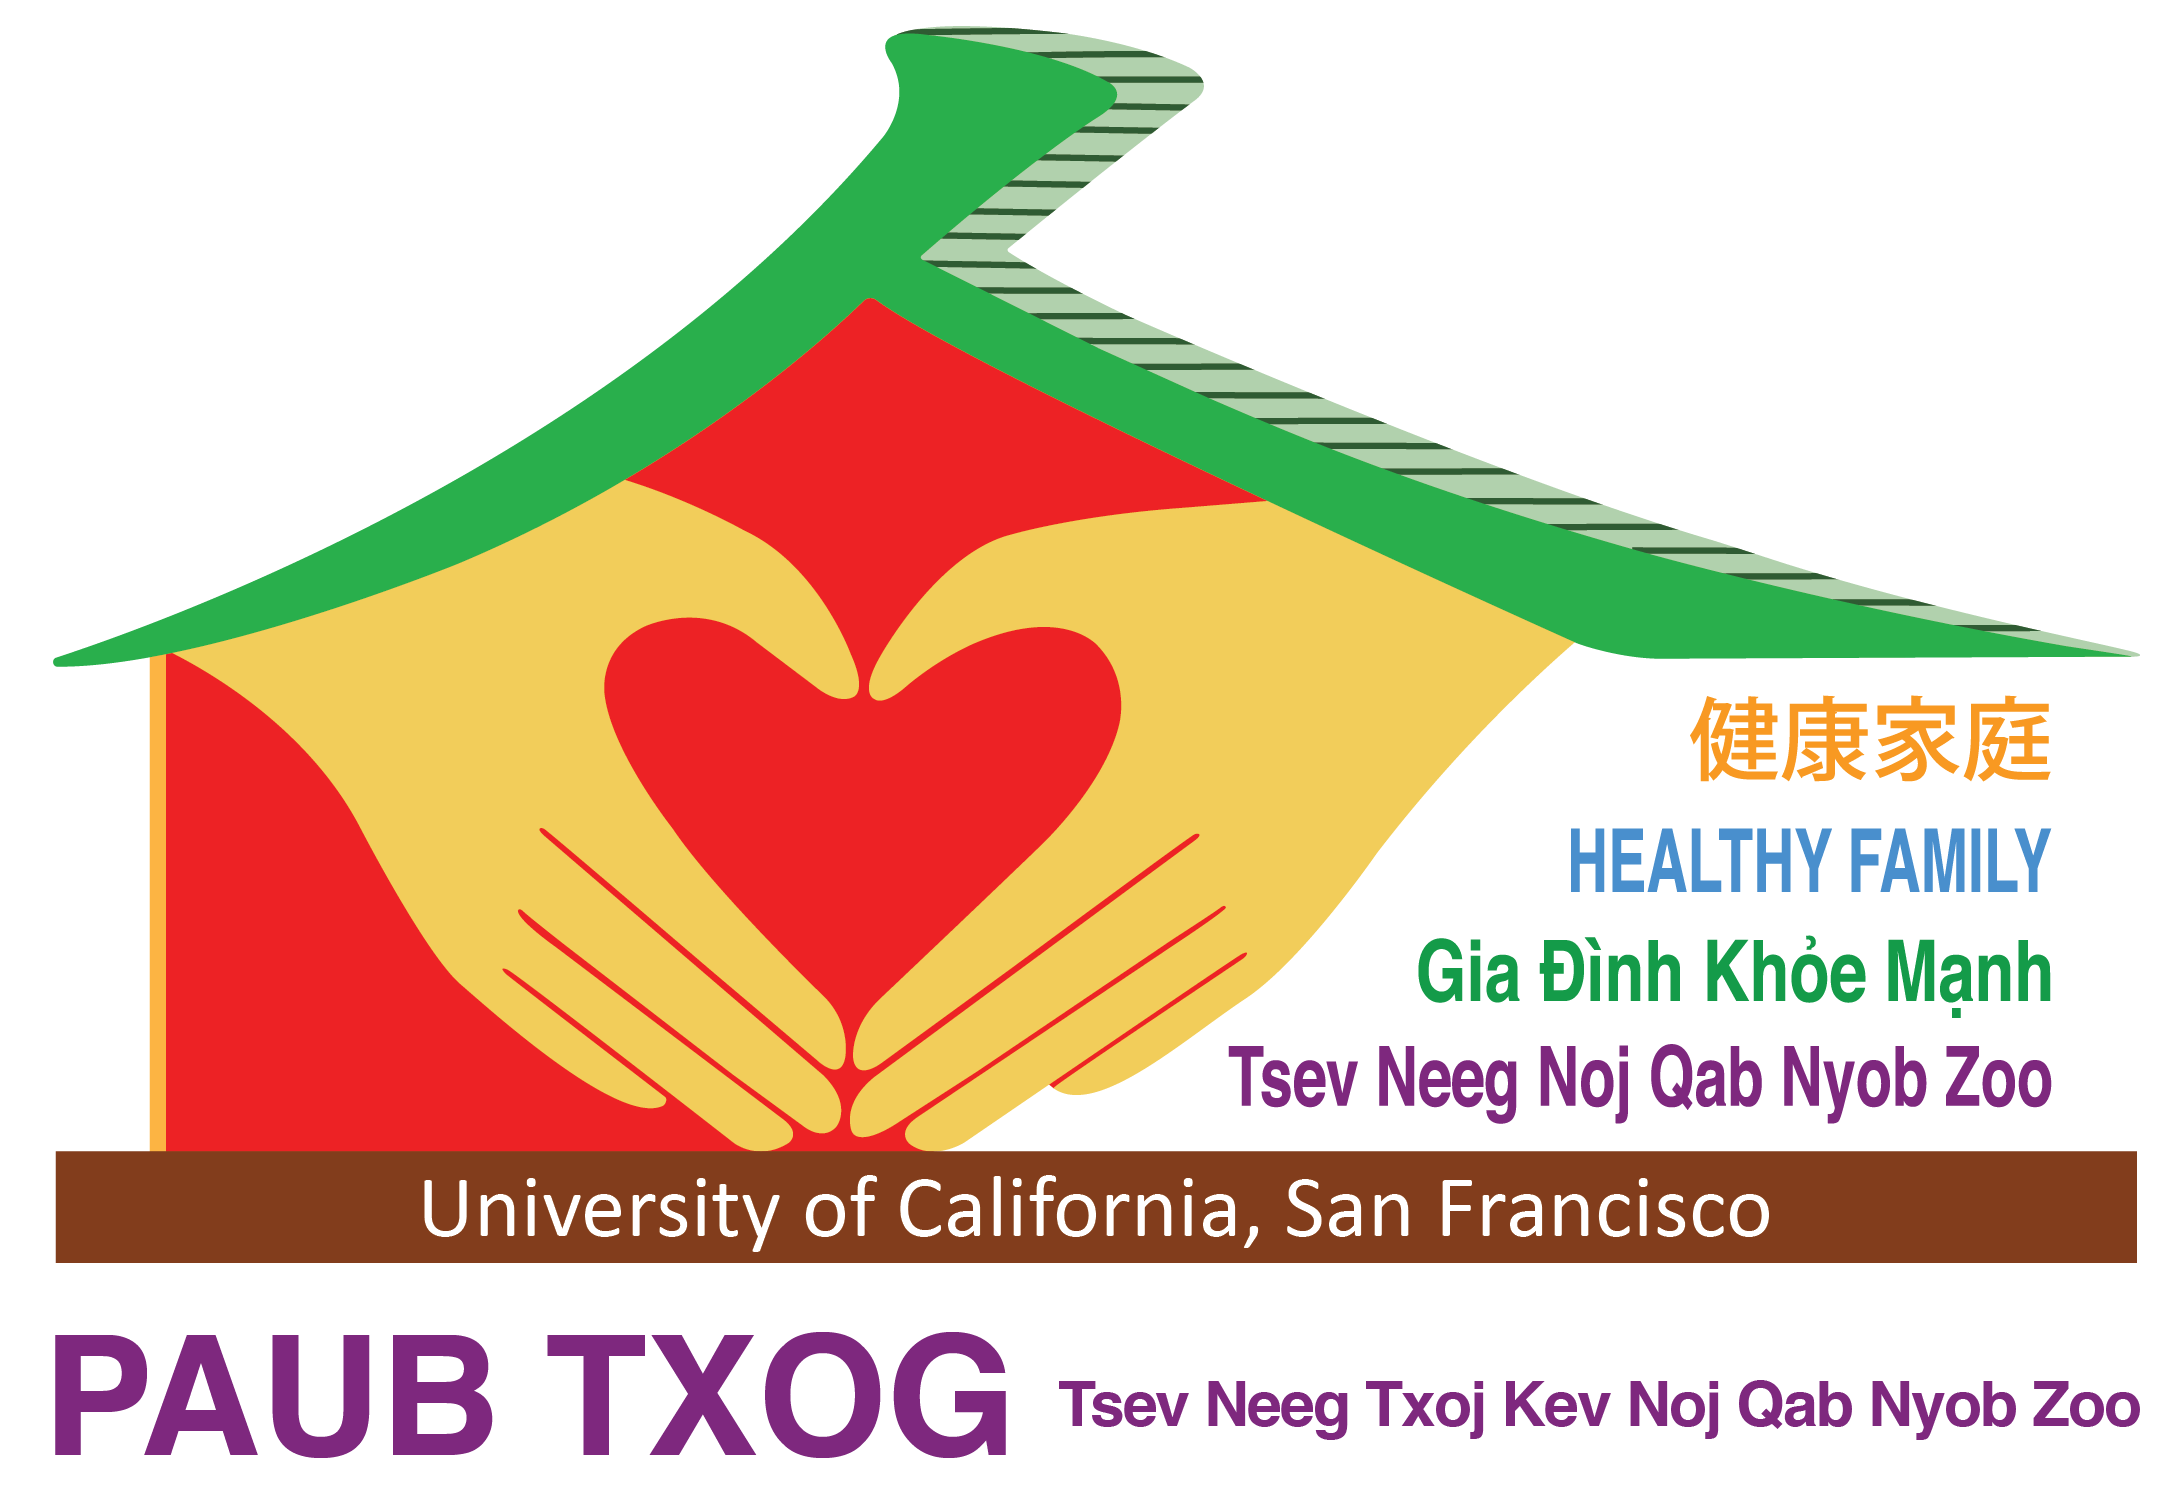 健康家庭
HEALTHY FAMILY
Gia Đình Khỏe Mạnh
Tsev Neeg Noj Qab Nyob Zoo
University of California, San Francisco
PAUB TXOG Tsev Neeg Txoj Kev Noj Qab Nyob Zoo